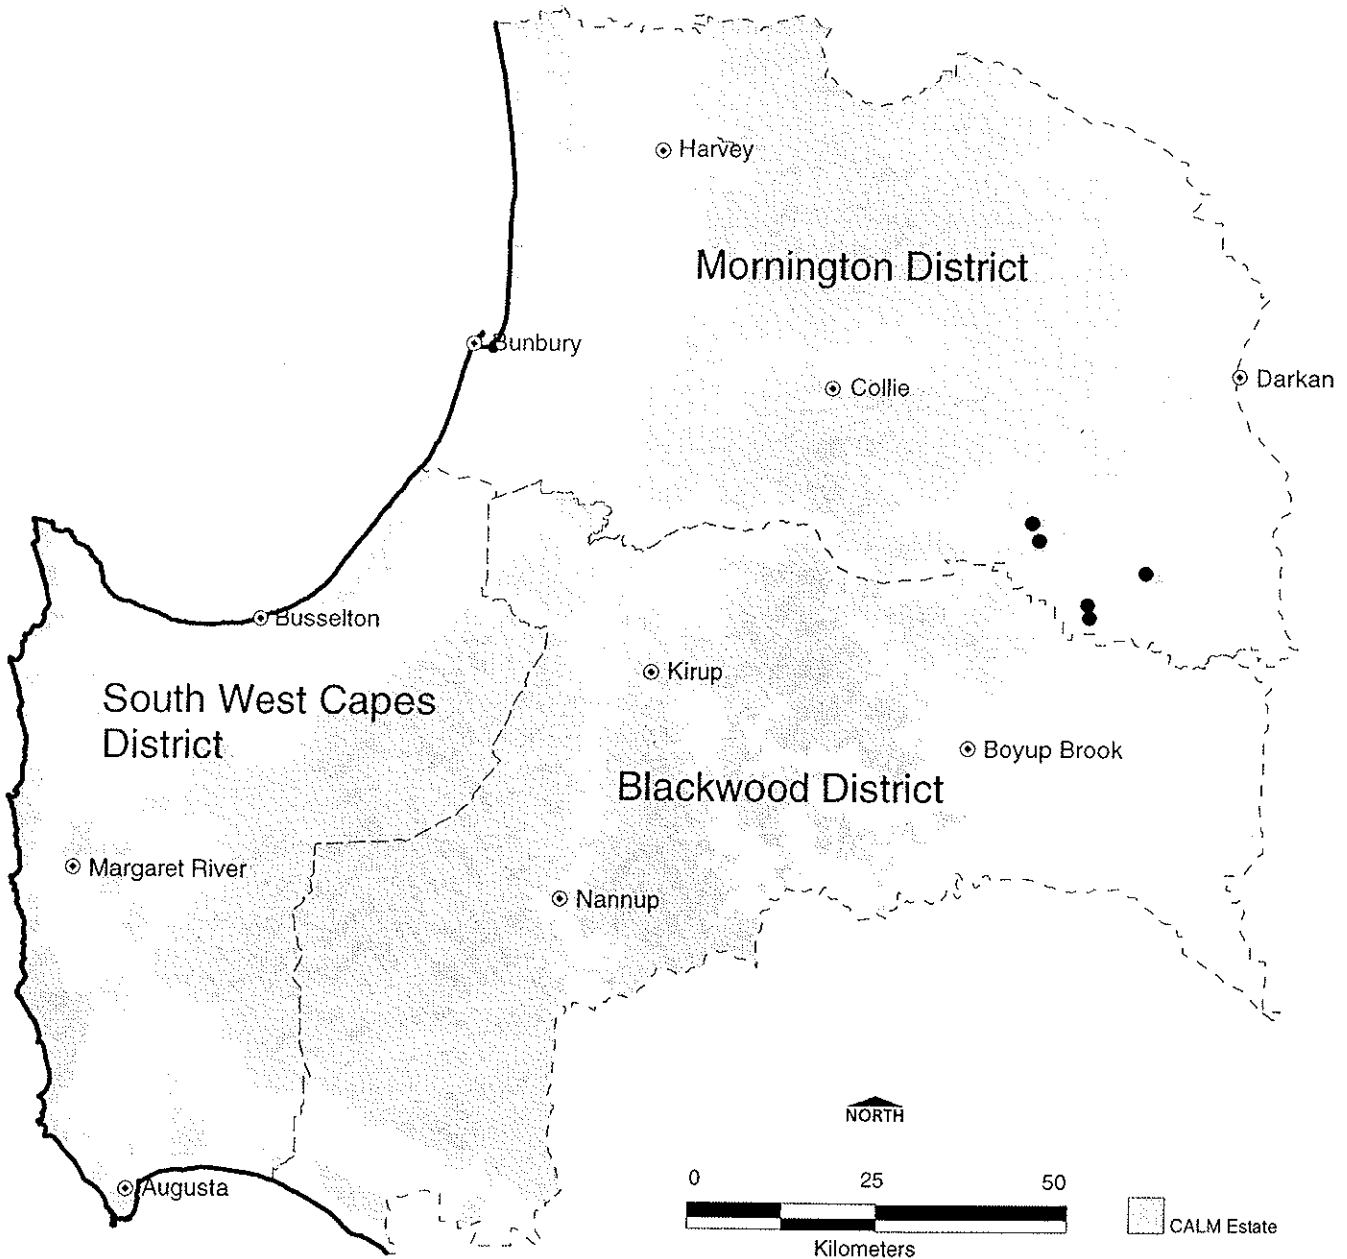 Harvey
Mornington District
Bunbury
Collie
Darkan
Busselton
Kirup
South West Capes
District
Boyup Brook
Blackwood District
Margaret River
Nannup
NORTH
0 25 50
Augusta
CALM Estate
Kilometers